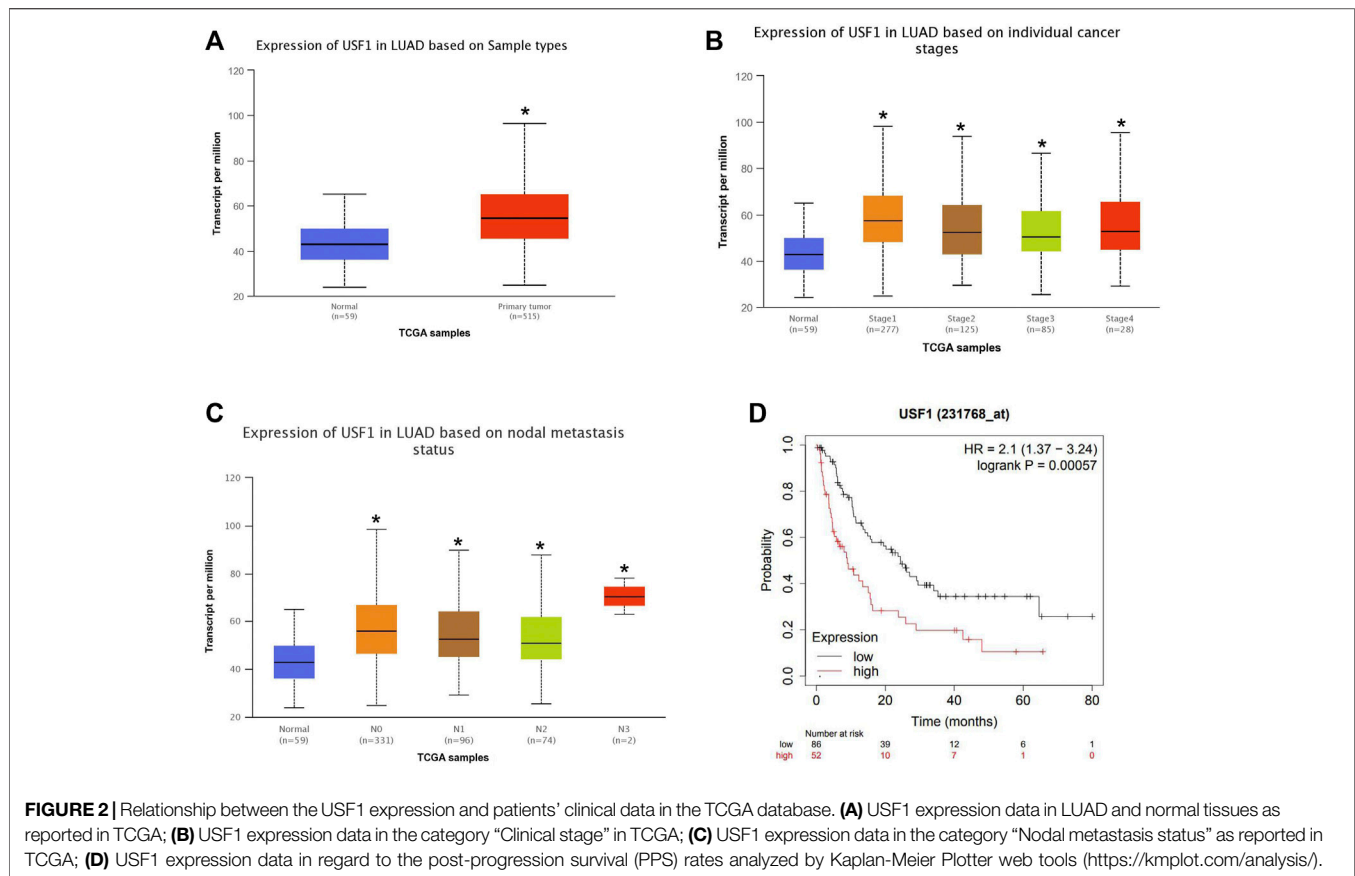 A
Expression of USF1 in LUAD based on Sample types
Transcript per million
120
100
80
60
40
20
*
Normal
(n=59)
Primary tumor
(n=515)
TCGA samples
B
Expression of USF1 in LUAD based on individual cancer
stages
Transcript per million
120
100
80
60
40
20
* * * *
Normal
(n=59)
Stage1
(n=277)
Stage2
(n=125)
Stage3
(n=85)
Stage4
(n=28)
TCGA samples
C
Expression of USF1 in LUAD based on nodal metastasis
status
Transcript per million
120
100
80
60
40
20
* * * *
Normal
(n=59)
N0
(n=331)
N1
(n=96)
N2
(n=74)
N3
(n=2)
TCGA samples
D
USF1 (231768_at)
HR = 2.1 (1.37 − 3.24)
logrank P = 0.00057
Probability
1.0
0.8
0.6
0.4
0.2
0.0
Expression
low
high
0 20 40 60 80
Time (months)
Number at risk
low 86 39 12 6 1
high 52 10 7 1 0
FIGURE 2 | Relationship between the USF1 expression and patients' clinical data in the TCGA database. (A) USF1 expression data in LUAD and normal tissues as
reported in TCGA; (B) USF1 expression data in the category "Clinical stage" in TCGA; (C) USF1 expression data in the category "Nodal metastasis status" as reported in
TCGA; (D) USF1 expression data in regard to the post-progression survival (PPS) rates analyzed by Kaplan-Meier Plotter web tools (https://kmplot.com/analysis/).